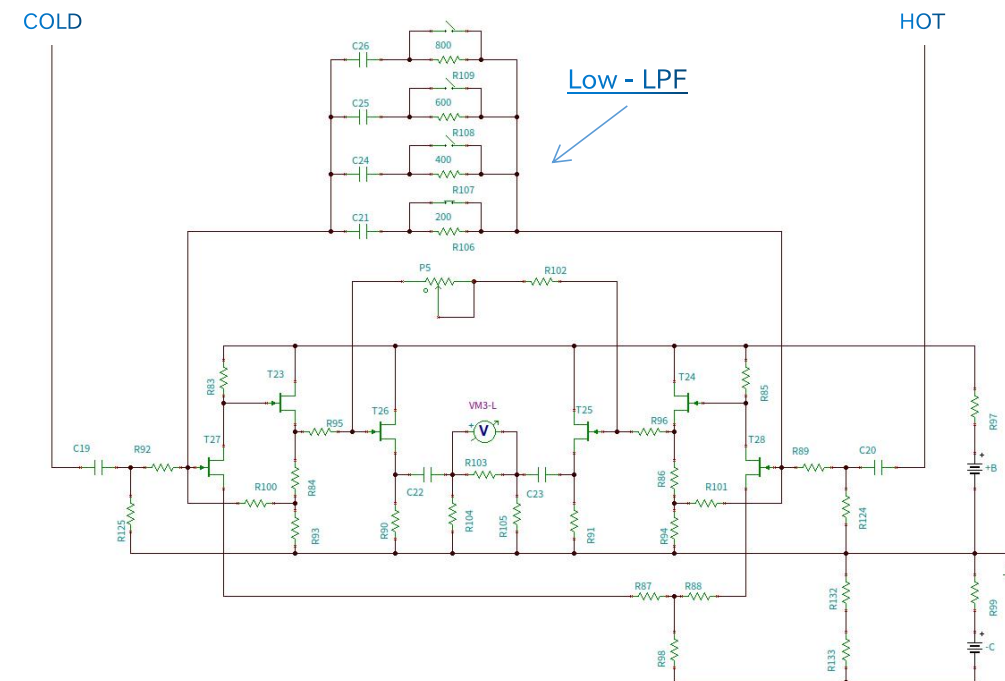 COLD
HOT
C26
800
R109
Low - LPF
C25
600
R108
C24
400
R107
C21
200
R106
P5
R102
T23
T24
R83
R85
T26
VM3-L
T25
R97
+
V
R95
R96
T27
T28
C19
R92
R103
R89
C20
+
+B
R100
R84
C22
C23
R86
R101
R125
R93
R90
R104
R105
R91
R94
R124
R87
R88
R132
R99
R98
R133
+
-C